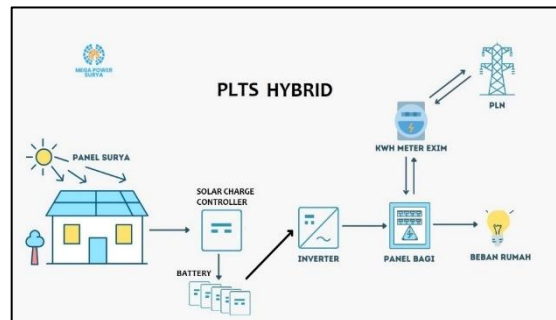 MEGA POWER
SURYA
PLTS HYBRID
PLN
KWH METER EXIM
PANEL SURYA
SOLAR CHARGE
CONTROLLER
BATTERY
INVERTER
PANEL BAGI
BEBAN RUMAH